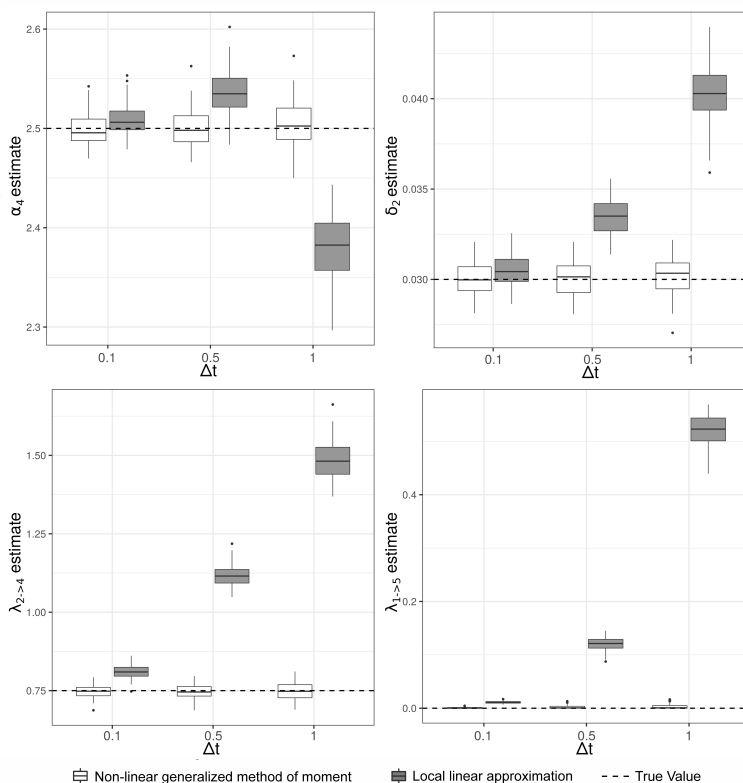 2.6
2.5
2.4
2.3
α₄ estimate
0.1
0.5
1
Δt
0.040
0.035
0.030
δ₂ estimate
0.1
0.5
1
Δt
1.50
1.25
1.00
0.75
λ₂₋>₄ estimate
0.1
0.5
1
Δt
0.4
0.2
0.0
λ₁₋>₅ estimate
0.1
0.5
1
Δt
Non-linear generalized method of moment Local linear approximation True Value